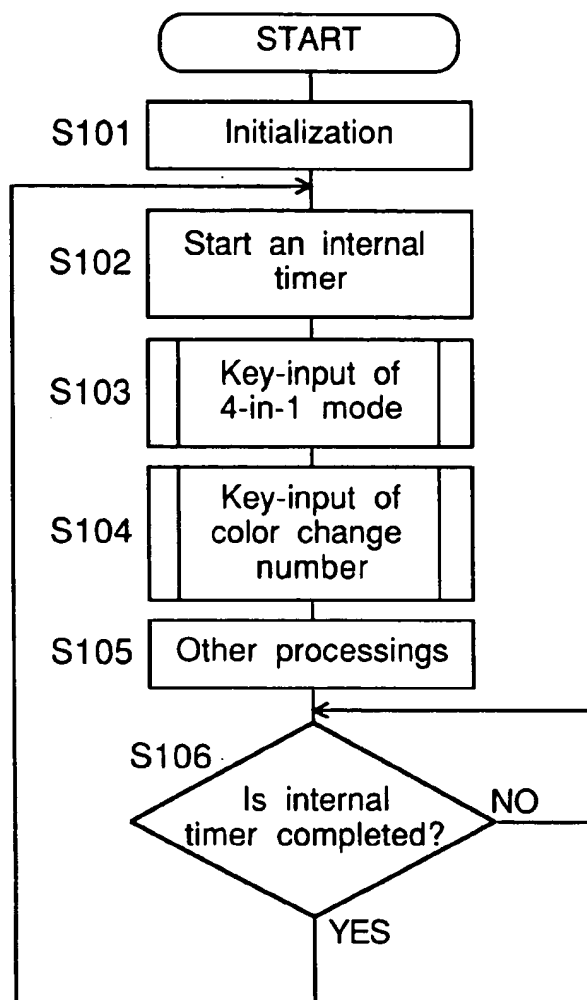 START
S101
Initialization
S102
Start an internal
timer
S103
Key-input of
4-in-1 mode
S104
Key-input of
color change
number
S105
Other processings
S106
Is internal
timer completed?
NO
YES